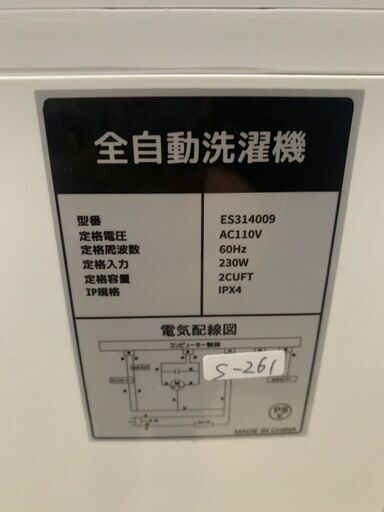 全自動洗濯機
型番 ES314009
定格電圧 AC110V
定格周波数 60Hz
定格入力 230W
定格容量 2CUFT
IP規格 IPX4
電気配線図
コンピューター制御
S-261
PS
E
MADE IN CHINA